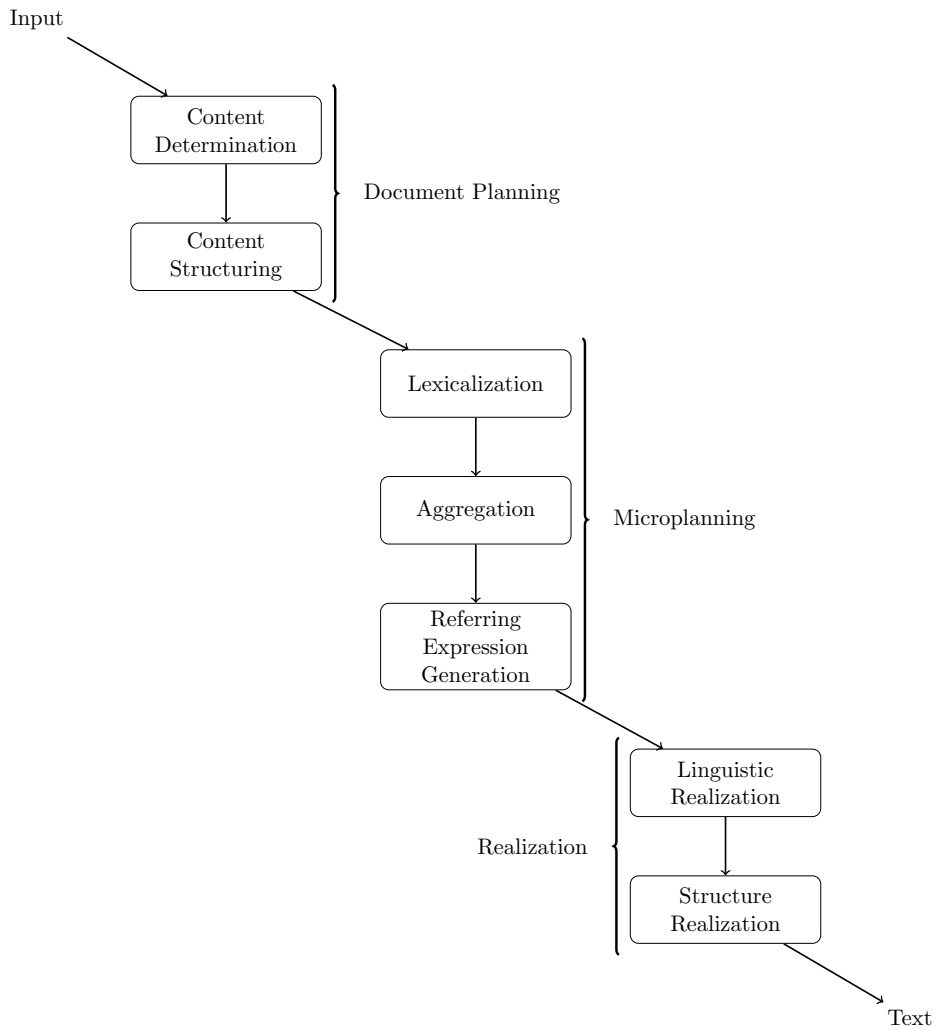 Input
Content
Determination
Document Planning
Content
Structuring
Lexicalization
Aggregation
Microplanning
Referring
Expression
Generation
Linguistic
Realization
Realization
Structure
Realization
Text